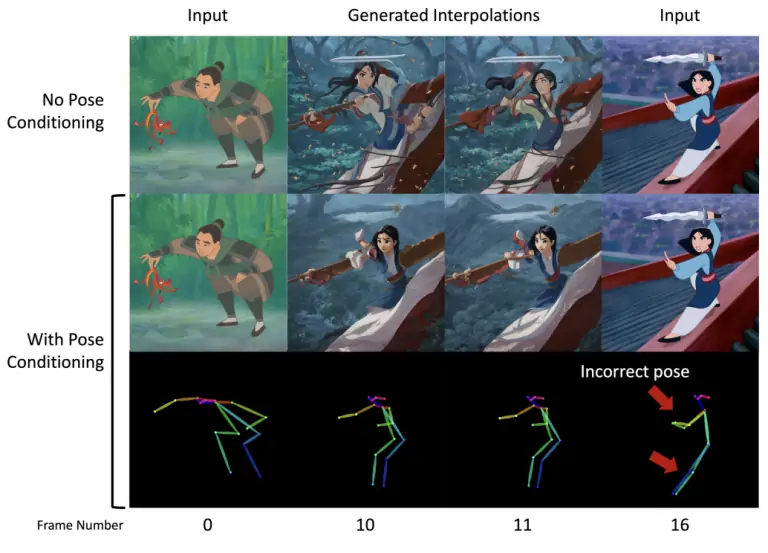 Input
Generated Interpolations
Input
No Pose
Conditioning
With Pose
Conditioning
Incorrect pose
Frame Number
0
10
11
16